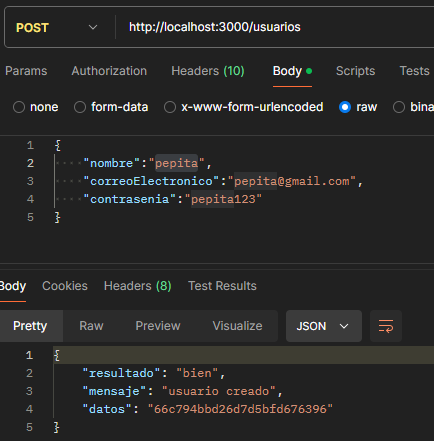 POST http://localhost:3000/usuarios
Params Authorization Headers (10) Body Scripts Tests
none form-data x-www-form-urlencoded raw bina
1 {
2 ····"nombre":"pepita",
3 ····"correoElectronico":"pepita@gmail.com",
4 ····"contrasenia":"pepita123"
5 }
Body Cookies Headers (8) Test Results
Pretty Raw Preview Visualize JSON
1 {
2 "resultado": "bien",
3 "mensaje": "usuario creado",
4 "datos": "66c794bbd26d7d5bfd676396"
5 }